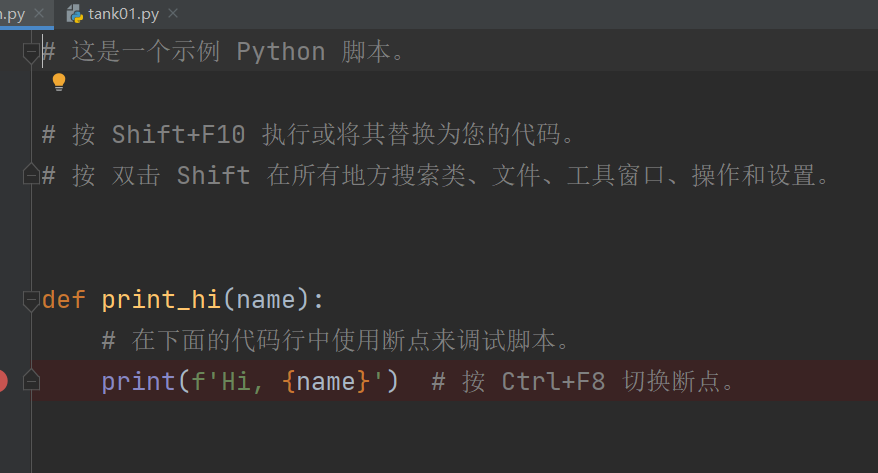 n.py tank01.py
# 这是一个示例 Python 脚本。
# 按 Shift+F10 执行或将其替换为您的代码。
# 按 双击 Shift 在所有地方搜索类、文件、工具窗口、操作和设置。
def print_hi(name):
# 在下面的代码行中使用断点来调试脚本。
print(f'Hi, {name}')  # 按 Ctrl+F8 切换断点。